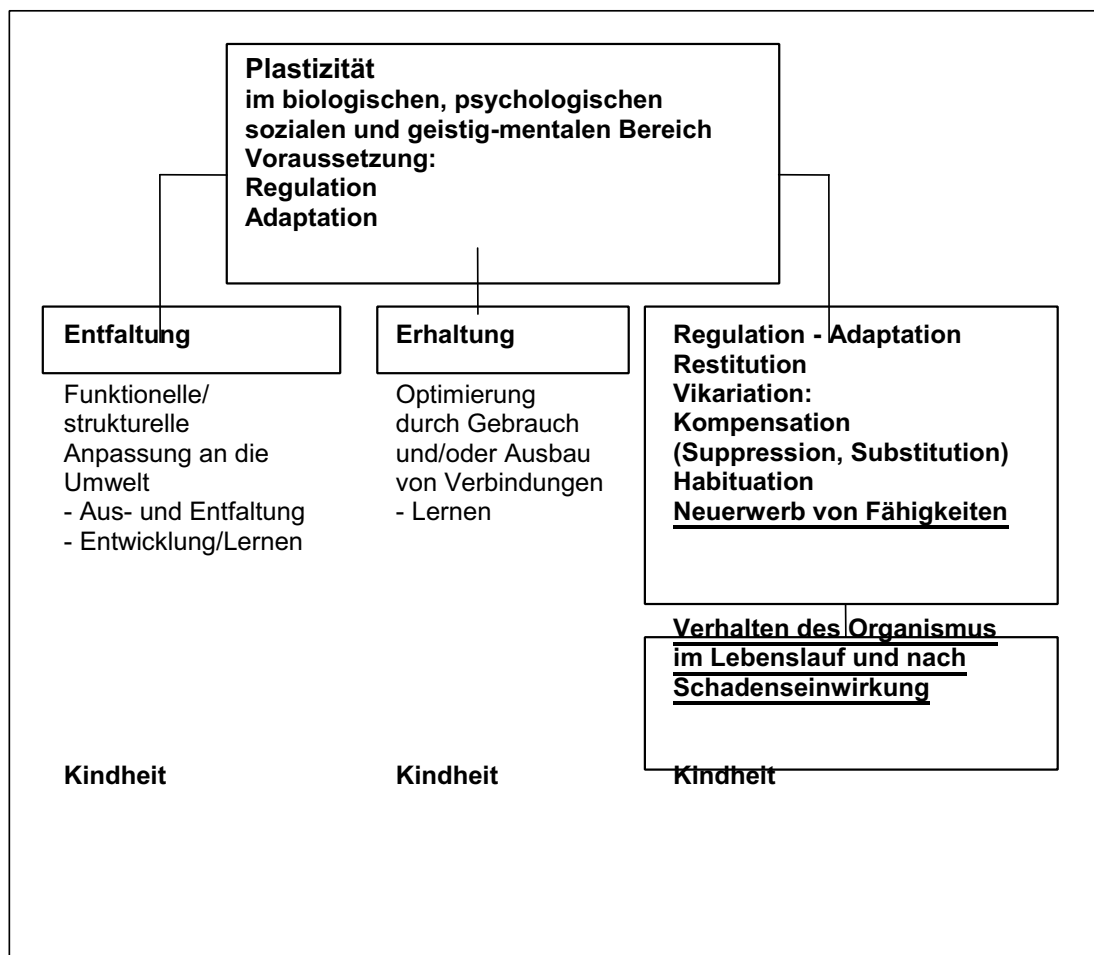 Plastizität
im biologischen, psychologischen
sozialen und geistig-mentalen Bereich
Voraussetzung:
Regulation
Adaptation
Entfaltung
Funktionelle/
strukturelle
Anpassung an die
Umwelt
- Aus- und Entfaltung
- Entwicklung/Lernen
Erhaltung
Optimierung
durch Gebrauch
und/oder Ausbau
von Verbindungen
- Lernen
Regulation - Adaptation
Restitution
Vikariation:
Kompensation
(Suppression, Substitution)
Habituation
Neuerwerb von Fähigkeiten
Verhalten des Organismus
im Lebenslauf und nach
Schadenseinwirkung
Kindheit
Kindheit
Kindheit